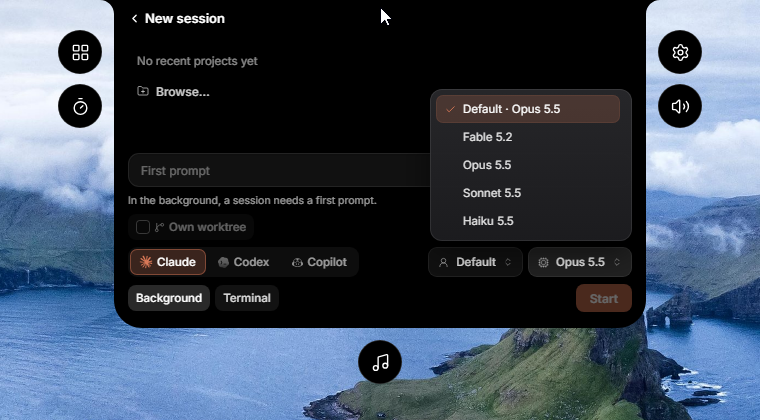 New session
No recent projects yet
Browse...
Default · Opus 5.5
Fable 5.2
Opus 5.5
Sonnet 5.5
Haiku 5.5
First prompt
In the background, a session needs a first prompt.
Own worktree
Claude
Codex
Copilot
Default
Opus 5.5
Background
Terminal
Start